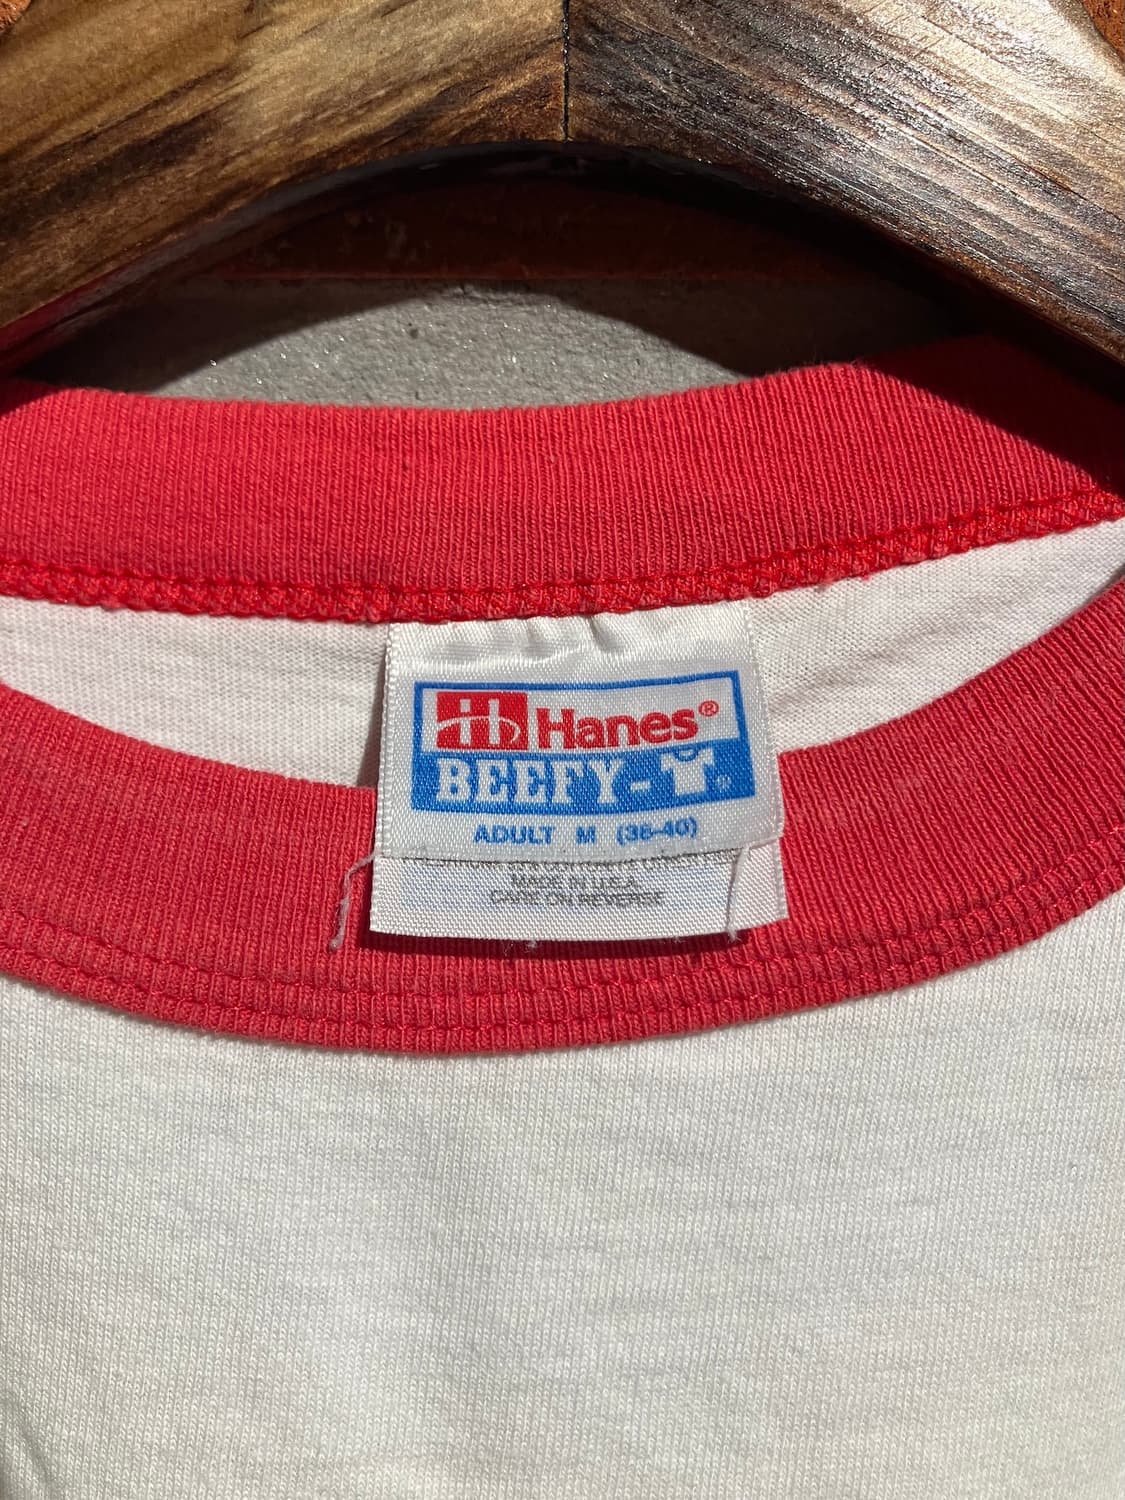 Hanes®
BEEFY-T®
ADULT M (38-40)
MADE IN U.S.A.
CARE ON REVERSE